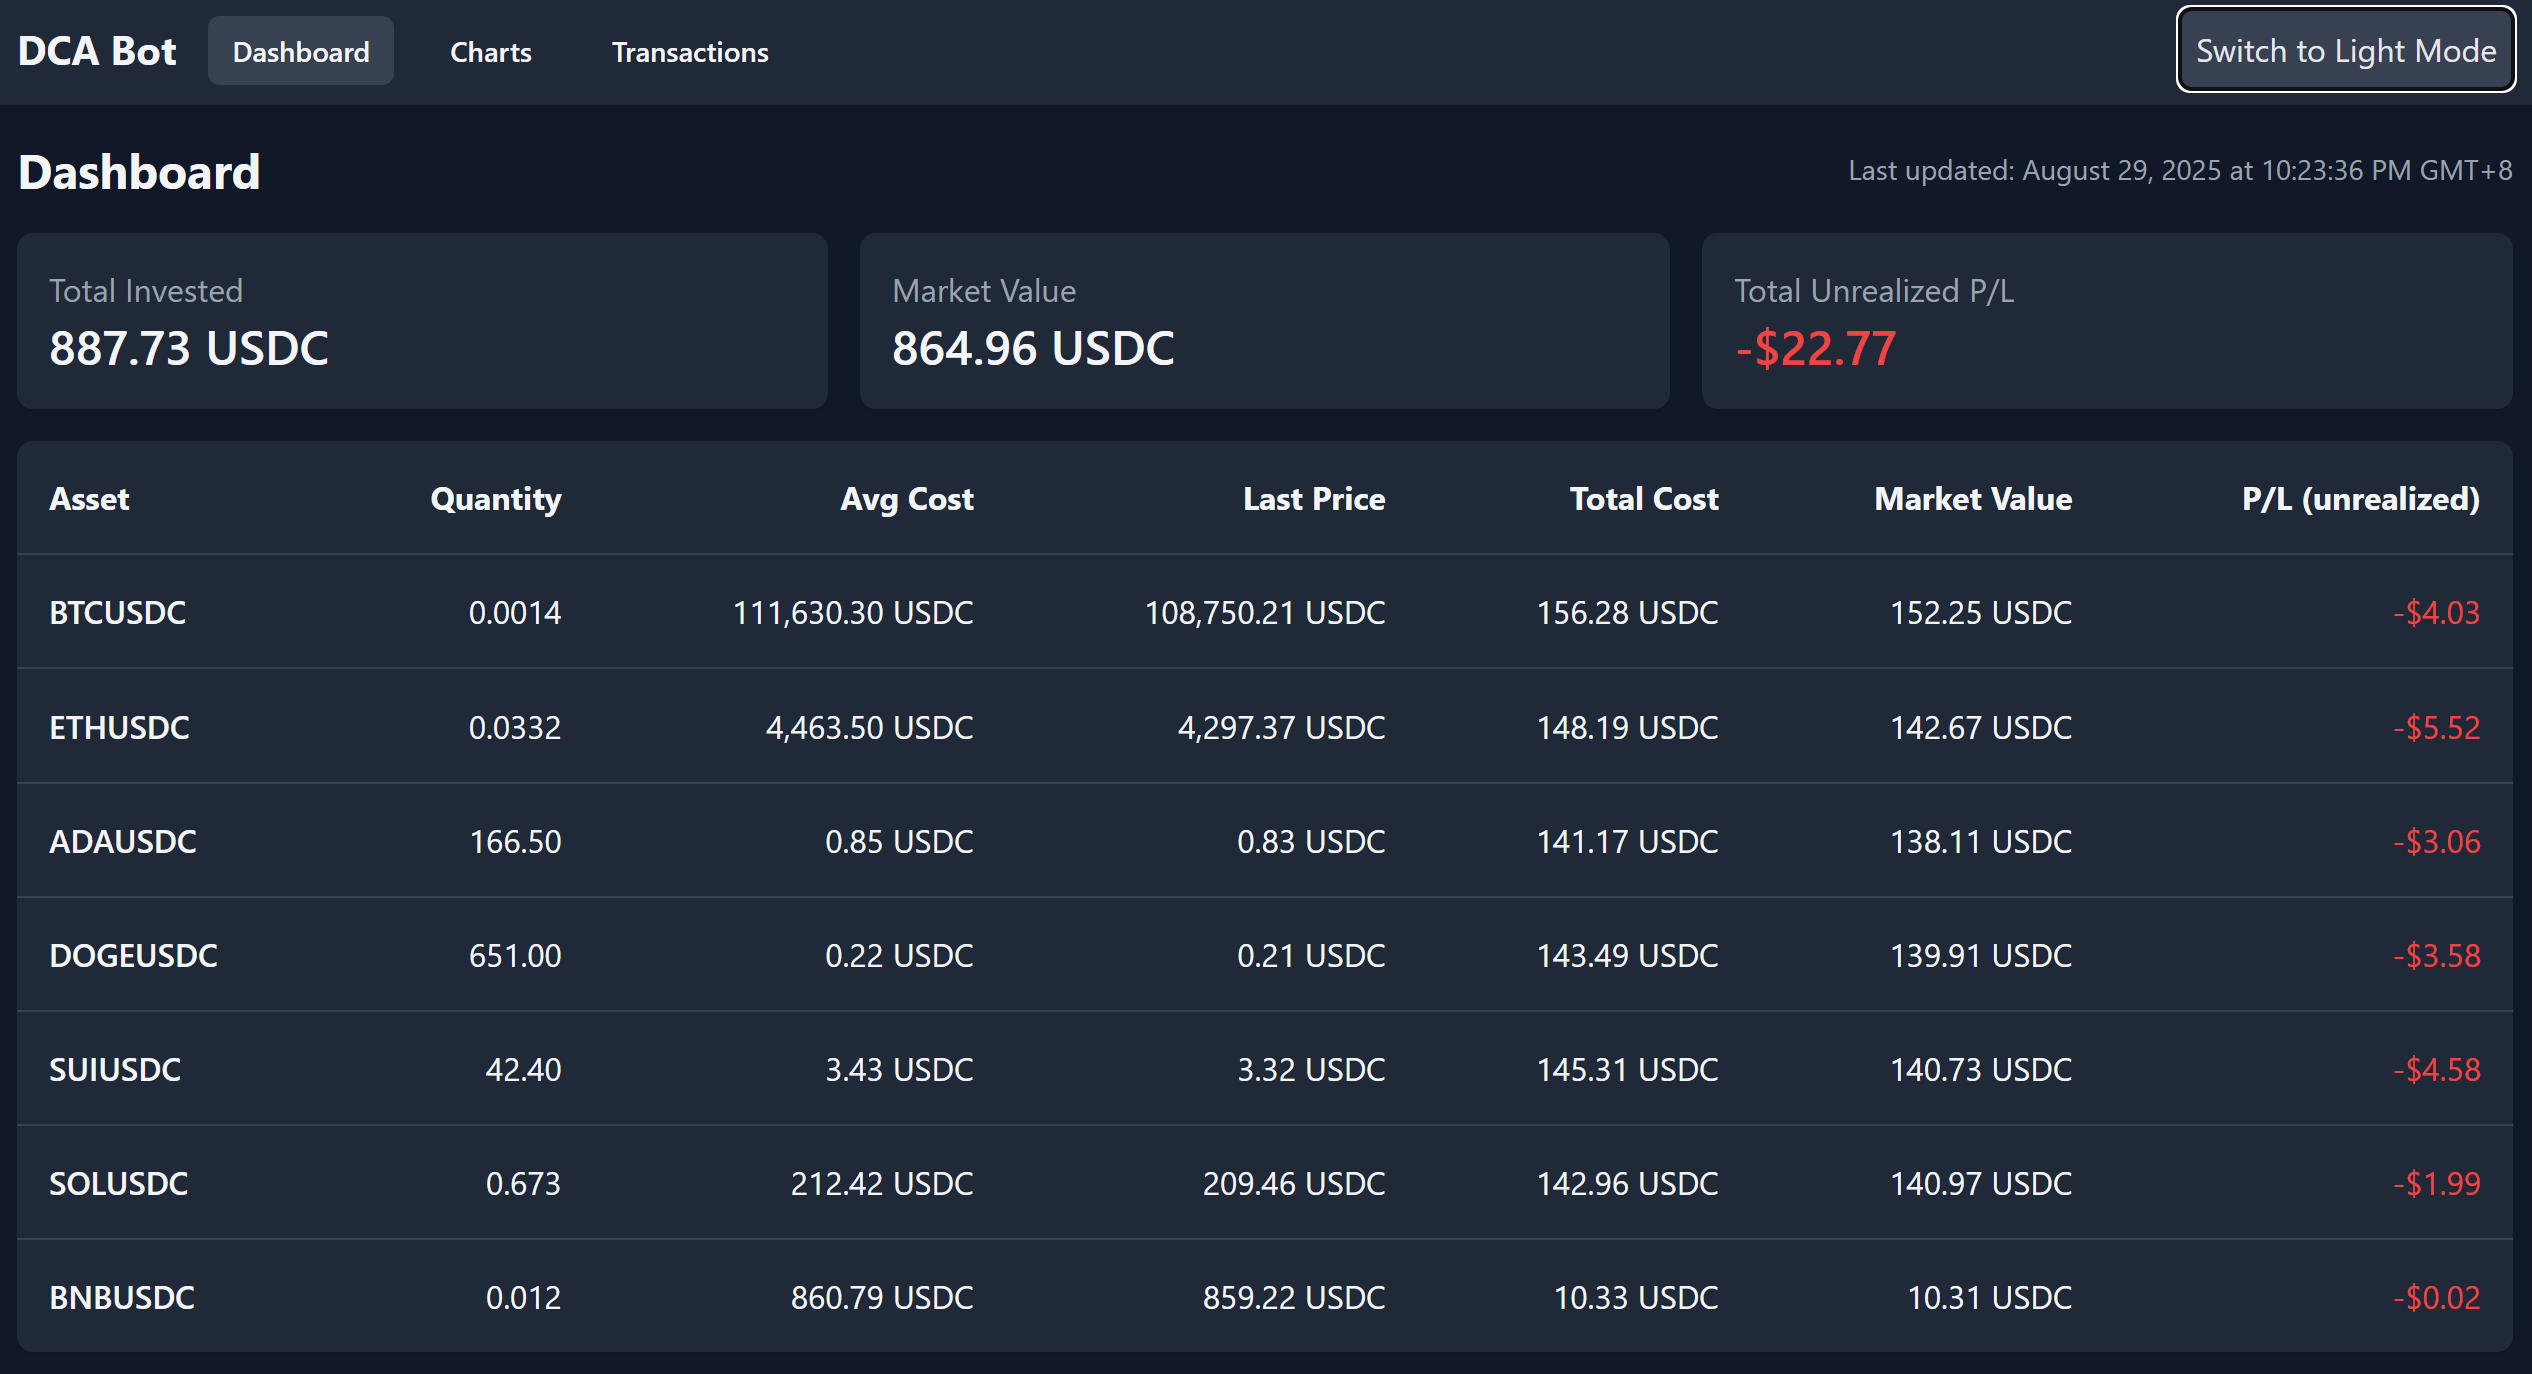 DCA Bot Dashboard Charts Transactions Switch to Light Mode
Dashboard Last updated: August 29, 2025 at 10:23:36 PM GMT+8
Total Invested
887.73 USDC
Market Value
864.96 USDC
Total Unrealized P/L
-$22.77
Asset Quantity Avg Cost Last Price Total Cost Market Value P/L (unrealized)
BTCUSDC 0.0014 111,630.30 USDC 108,750.21 USDC 156.28 USDC 152.25 USDC -$4.03
ETHUSDC 0.0332 4,463.50 USDC 4,297.37 USDC 148.19 USDC 142.67 USDC -$5.52
ADAUSDC 166.50 0.85 USDC 0.83 USDC 141.17 USDC 138.11 USDC -$3.06
DOGEUSDC 651.00 0.22 USDC 0.21 USDC 143.49 USDC 139.91 USDC -$3.58
SUIUSDC 42.40 3.43 USDC 3.32 USDC 145.31 USDC 140.73 USDC -$4.58
SOLUSDC 0.673 212.42 USDC 209.46 USDC 142.96 USDC 140.97 USDC -$1.99
BNBUSDC 0.012 860.79 USDC 859.22 USDC 10.33 USDC 10.31 USDC -$0.02